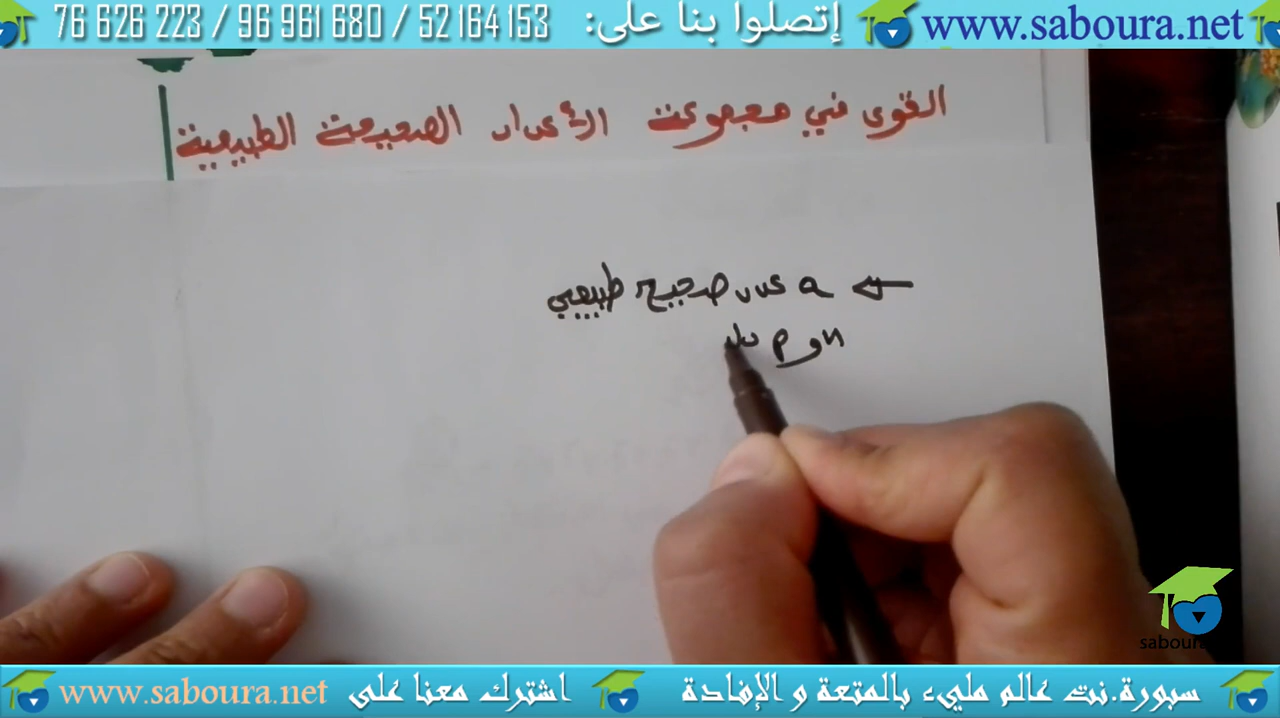 76 626 223 / 96 961 680 / 52 164 153 إتصلوا بنا على: www.saboura.net
القوى في مجموعة الأعداد الصحيحة الطبيعية
a عدد صحيح طبيعي
n و p
saboura
سبورة.نت عالم مليء بالمتعة و الإفادة اشترك معنا على www.saboura.net